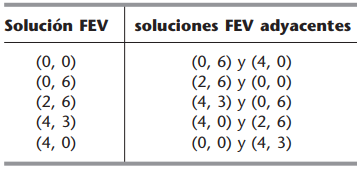 Solución FEV soluciones FEV adyacentes
(0, 0) (0, 6) y (4, 0)
(0, 6) (2, 6) y (0, 0)
(2, 6) (4, 3) y (0, 6)
(4, 3) (4, 0) y (2, 6)
(4, 0) (0, 0) y (4, 3)